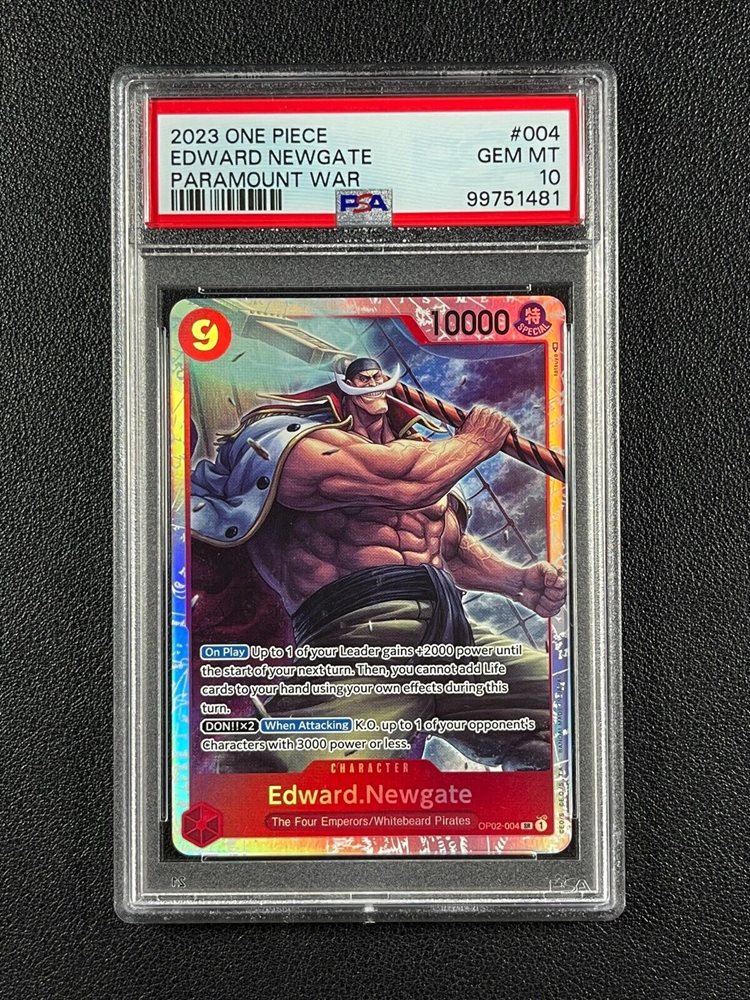 2023 ONE PIECE #004
EDWARD NEWGATE GEM MT
PARAMOUNT WAR 10
PSA 99751481
9 10000 特
SPECIAL
tatsuya
On Play Up to 1 of your Leader gains +2000 power until
the start of your next turn. Then, you cannot add Life
cards to your hand using your own effects during this
turn.
DON!!×2 When Attacking K.O. up to 1 of your opponent's
Characters with 3000 power or less.
CHARACTER
Edward.Newgate
The Four Emperors/Whitebeard Pirates OP02-004 SR 1
PSA